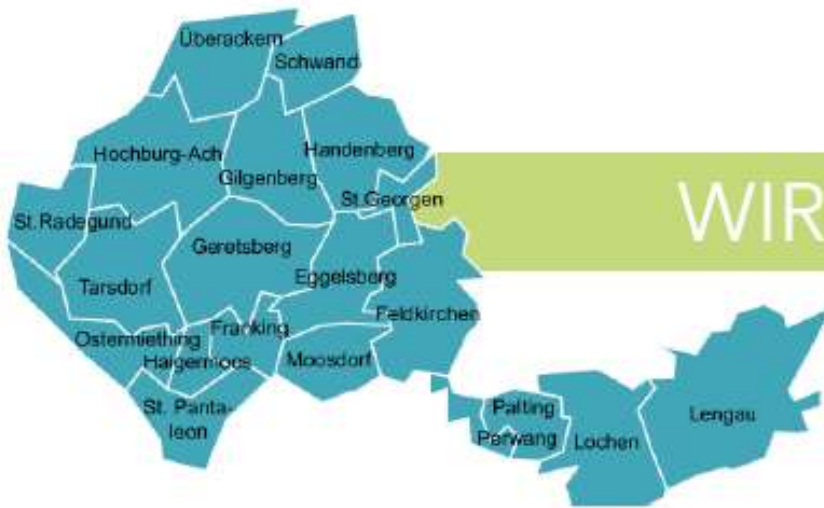 Überackern
Schwand
Hochburg-Ach
Handenberg
Gilgenberg
St.Georgen
St.Radegund
Geretsberg
Tarsdorf
Eggelsberg
Feldkirchen
Franking
Ostermiething
Haigermoos
Moosdorf
St. Panta-
leon
Palting
Perwang
Lochen
Lengau
WIR